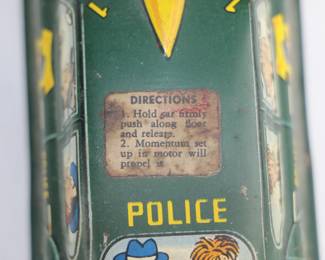 DIRECTIONS
1. Hold car firmly
push along floor
and release.
2. Momentum set
up in motor will
propel it
POLICE